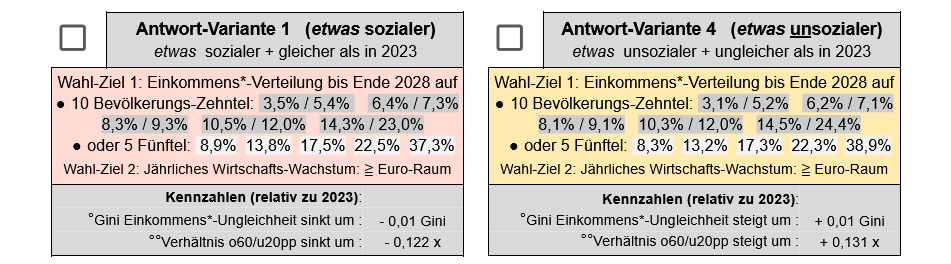 Antwort-Variante 1 (etwas sozialer)
etwas sozialer + gleicher als in 2023
Wahl-Ziel 1: Einkommens*-Verteilung bis Ende 2028 auf
● 10 Bevölkerungs-Zehntel: 3,5% / 5,4% 6,4% / 7,3%
8,3% / 9,3% 10,5% / 12,0% 14,3% / 23,0%
● oder 5 Fünftel: 8,9% 13,8% 17,5% 22,5% 37,3%
Wahl-Ziel 2: Jährliches Wirtschafts-Wachstum: ≧ Euro-Raum
Kennzahlen (relativ zu 2023):
°Gini Einkommens*-Ungleichheit sinkt um : - 0,01 Gini
°°Verhältnis o60/u20pp sinkt um : - 0,122 x
Antwort-Variante 4 (etwas unsozialer)
etwas unsozialer + ungleicher als in 2023
Wahl-Ziel 1: Einkommens*-Verteilung bis Ende 2028 auf
● 10 Bevölkerungs-Zehntel: 3,1% / 5,2% 6,2% / 7,1%
8,1% / 9,1% 10,3% / 12,0% 14,5% / 24,4%
● oder 5 Fünftel: 8,3% 13,2% 17,3% 22,3% 38,9%
Wahl-Ziel 2: Jährliches Wirtschafts-Wachstum: ≧ Euro-Raum
Kennzahlen (relativ zu 2023):
°Gini Einkommens*-Ungleichheit steigt um : + 0,01 Gini
°°Verhältnis o60/u20pp steigt um : + 0,131 x